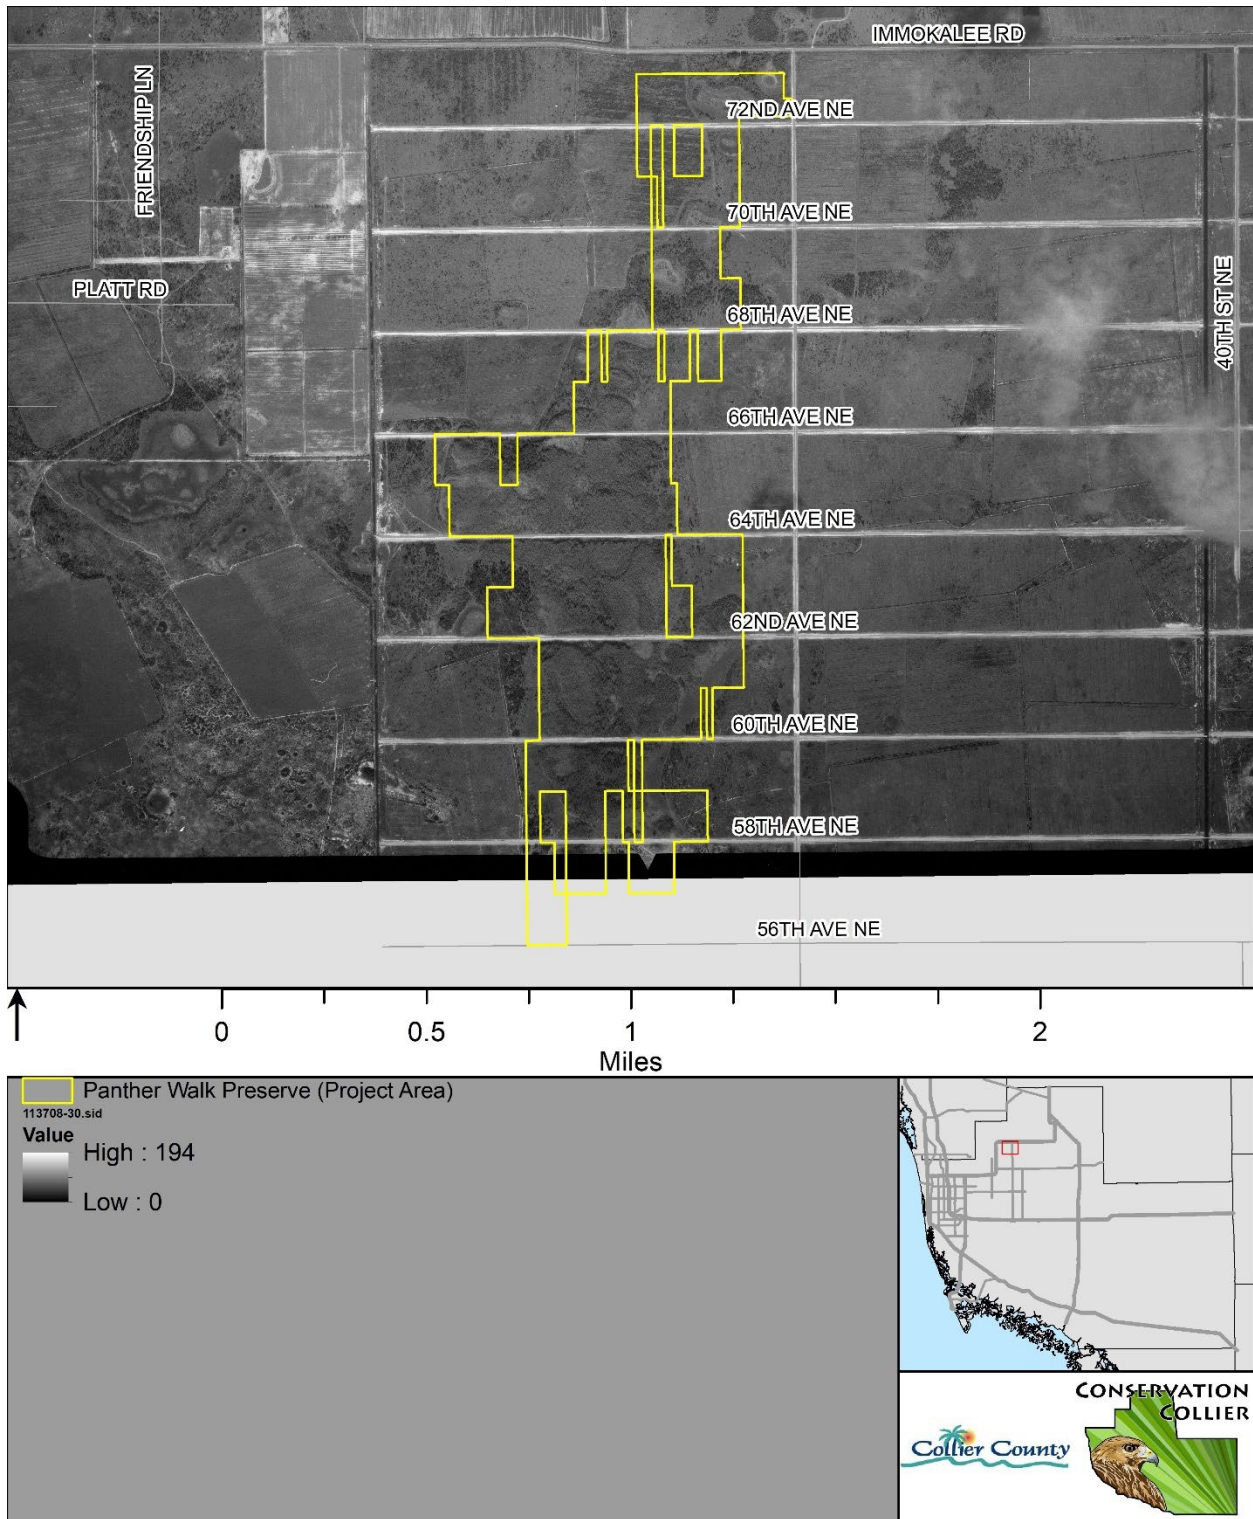 IMMOKALEE RD
FRIENDSHIP LN
72ND AVE NE
70TH AVE NE
PLATT RD
68TH AVE NE
40TH ST NE
66TH AVE NE
64TH AVE NE
62ND AVE NE
60TH AVE NE
58TH AVE NE
56TH AVE NE
0 0.5 1 2
Miles
Panther Walk Preserve (Project Area)
113708-30.sid
Value
High : 194
Low : 0
CONSERVATION
COLLIER
Collier County